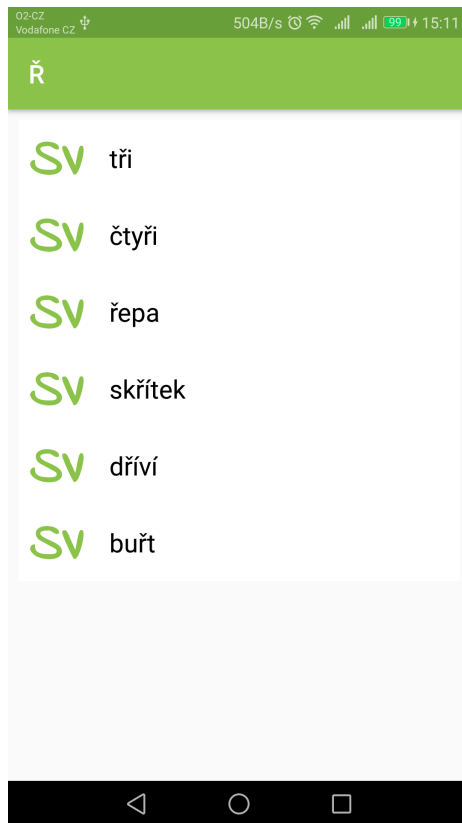 O2-CZ
Vodafone CZ
504B/s 99 15:11
Ř
SV tři
SV čtyři
SV řepa
SV skřítek
SV dříví
SV buřt